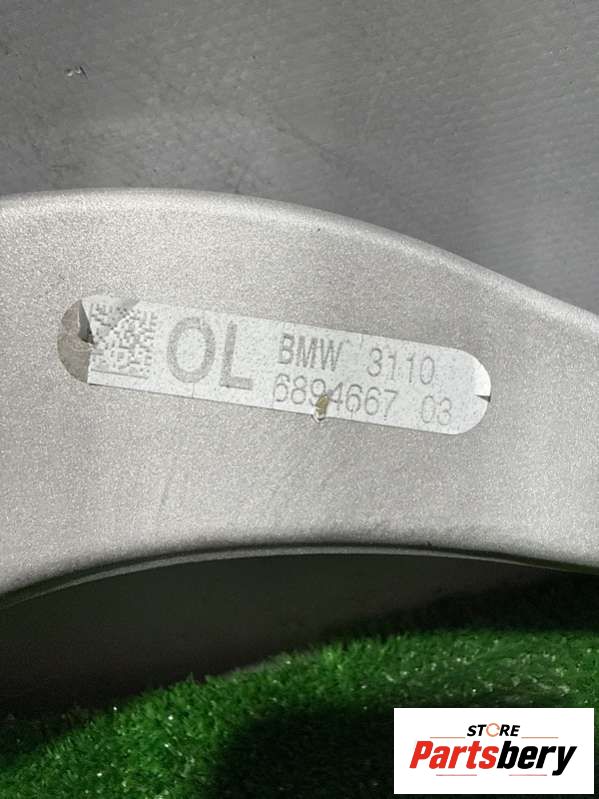 OL
BMW 3110
6894667 03
STORE
Partsbery